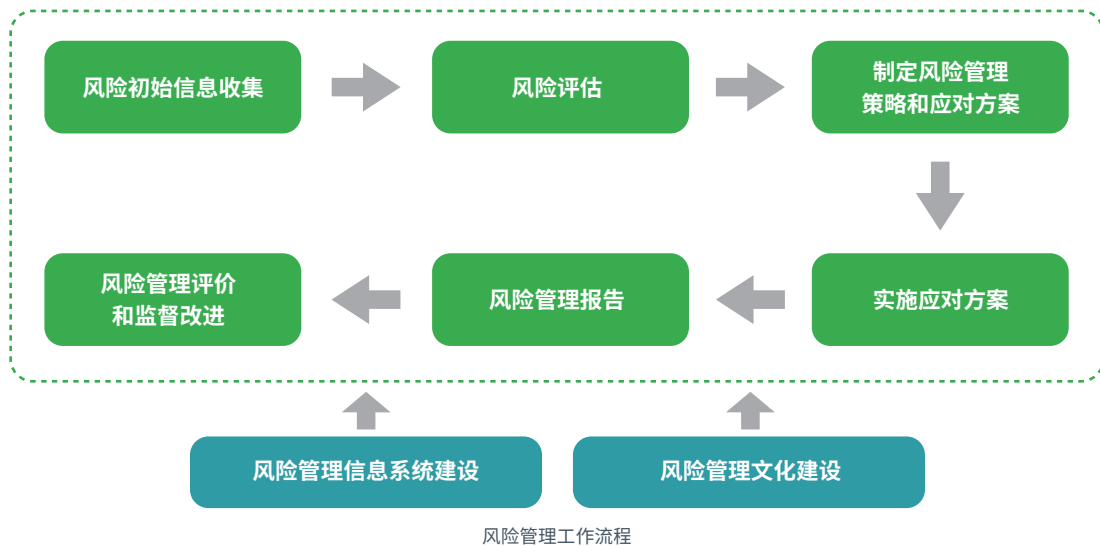 风险初始信息收集
风险评估
制定风险管理
策略和应对方案
风险管理评价
和监督改进
风险管理报告
实施应对方案
风险管理信息系统建设
风险管理文化建设
风险管理工作流程